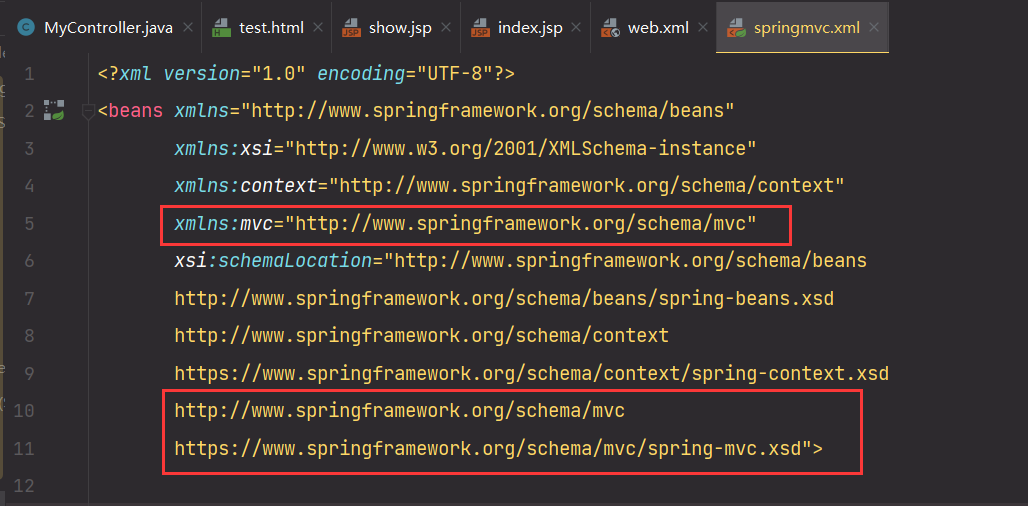 MyController.java test.html show.jsp index.jsp web.xml springmvc.xml
1 <?xml version="1.0" encoding="UTF-8"?>
2 <beans xmlns="http://www.springframework.org/schema/beans"
3 xmlns:xsi="http://www.w3.org/2001/XMLSchema-instance"
4 xmlns:context="http://www.springframework.org/schema/context"
5 xmlns:mvc="http://www.springframework.org/schema/mvc"
6 xsi:schemaLocation="http://www.springframework.org/schema/beans
7 http://www.springframework.org/schema/beans/spring-beans.xsd
8 http://www.springframework.org/schema/context
9 https://www.springframework.org/schema/context/spring-context.xsd
10 http://www.springframework.org/schema/mvc
11 https://www.springframework.org/schema/mvc/spring-mvc.xsd">
12